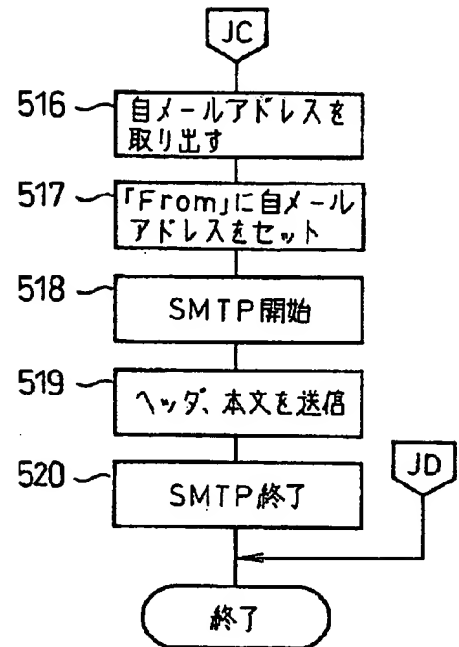 JC
516
自メールアドレスを
取り出す
517
「From」に自メール
アドレスをセット
518
SMTP開始
519
ヘッダ、本文を送信
520
SMTP終了
JD
終了